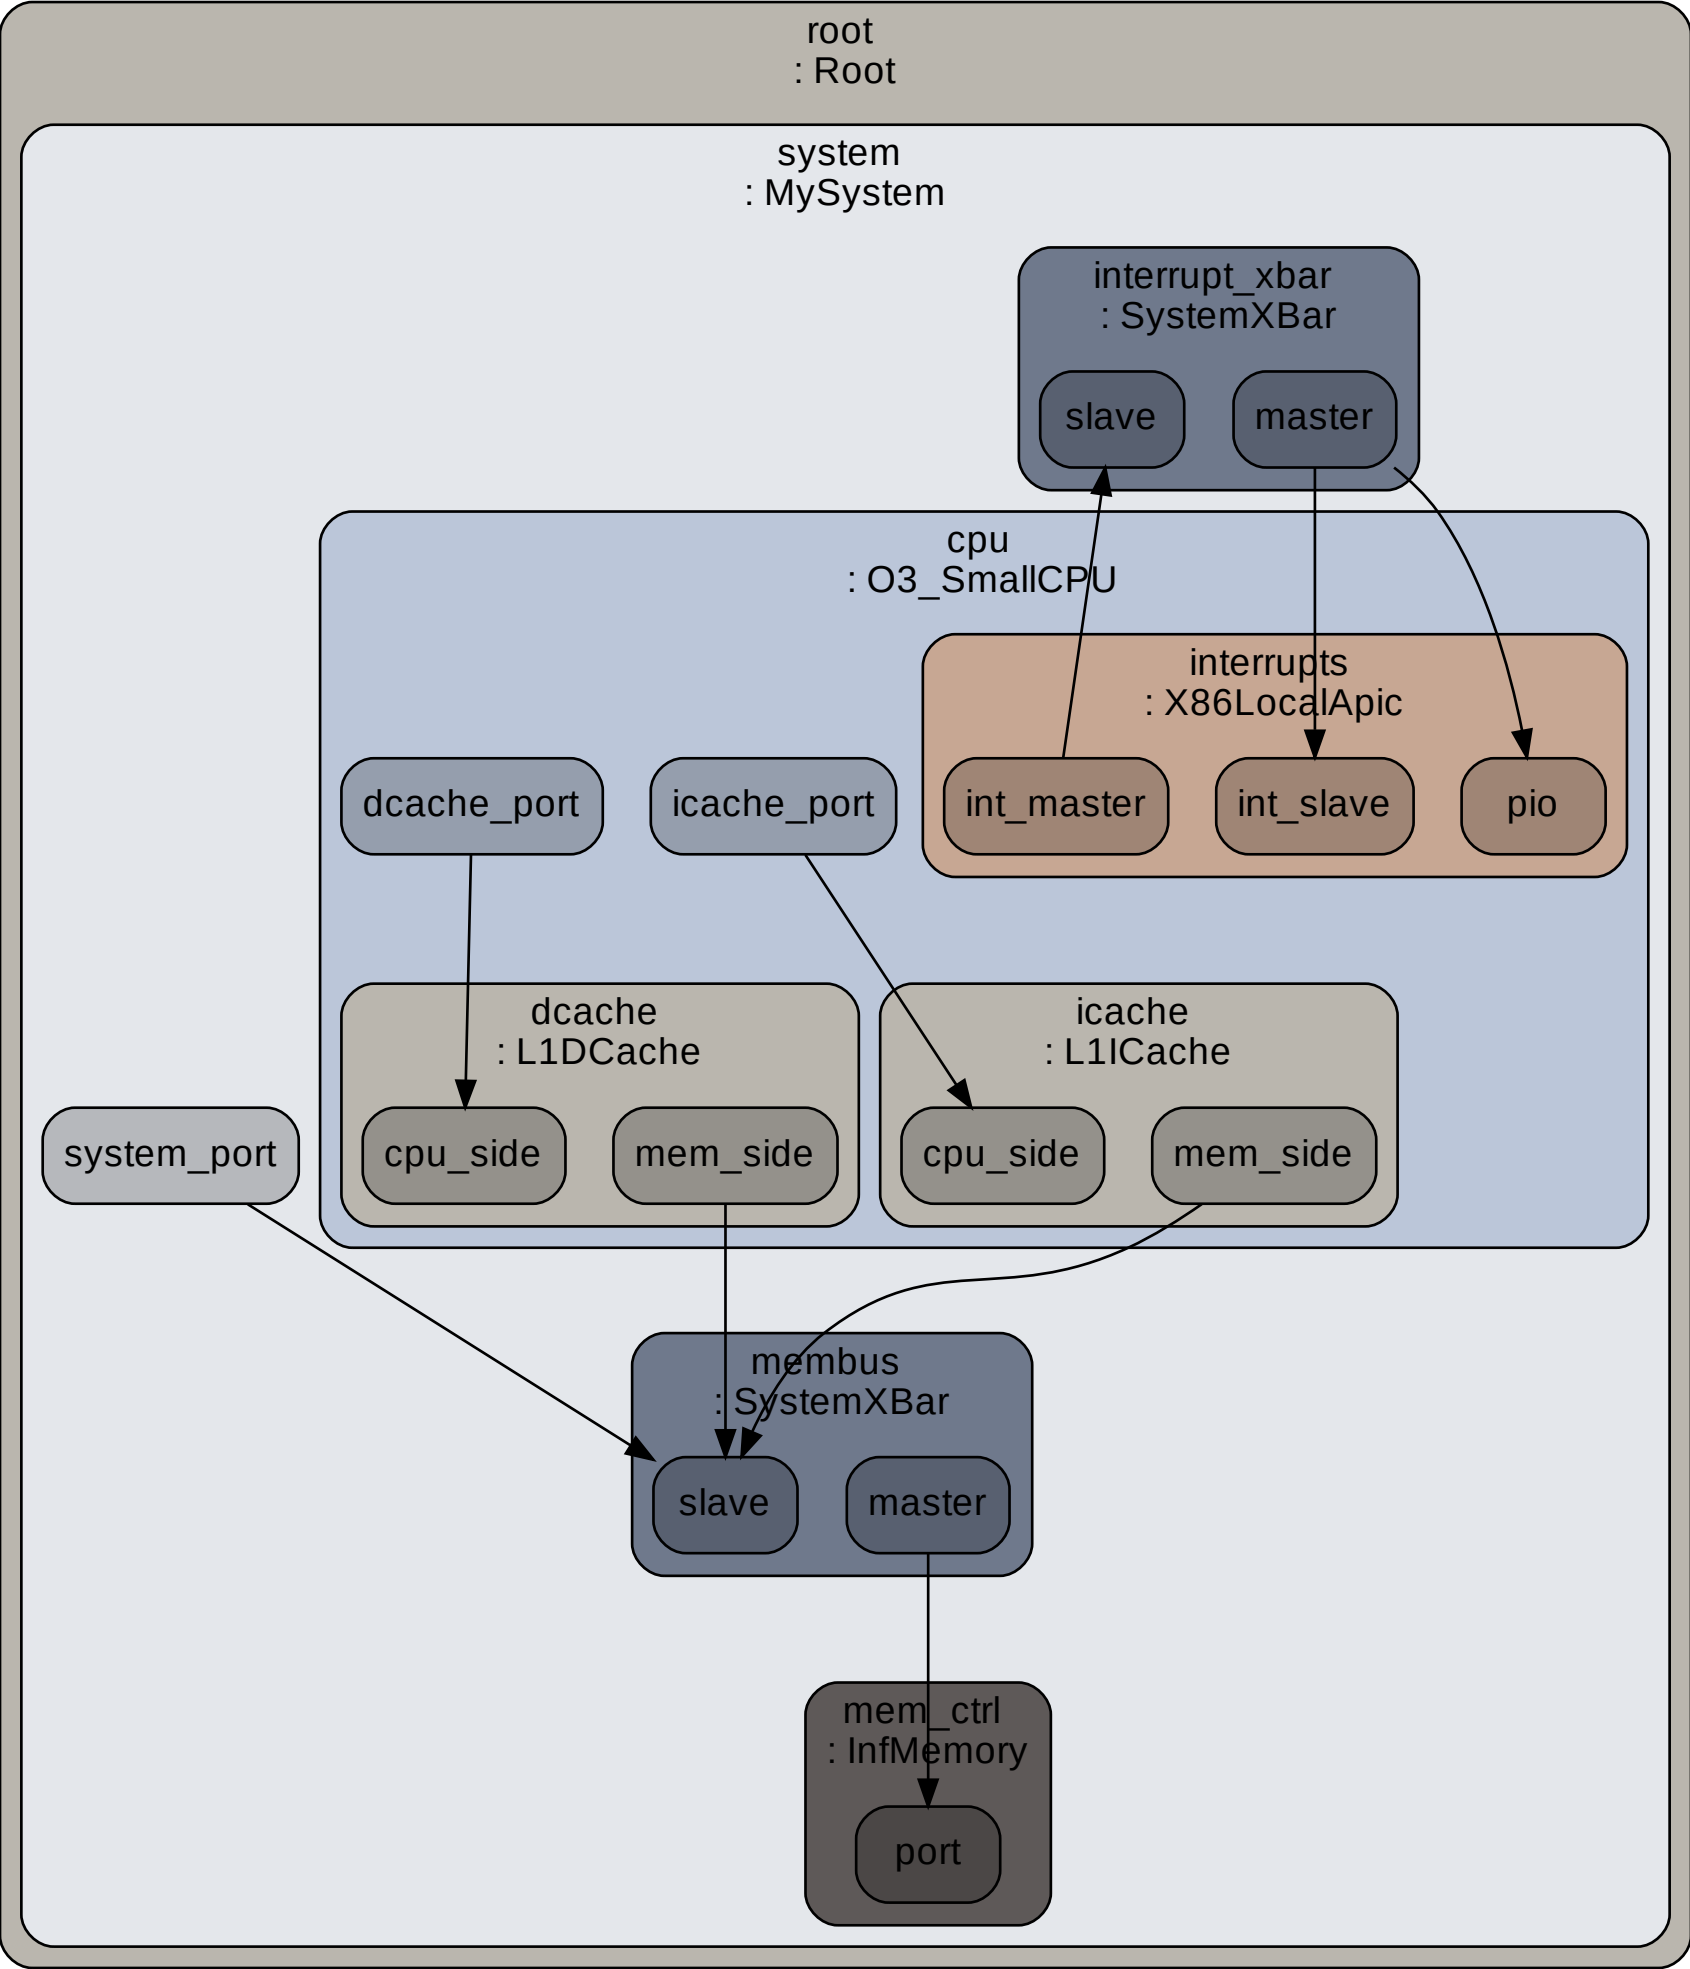 root
: Root
system
: MySystem
interrupt_xbar
: SystemXBar
slave
master
cpu
: O3_SmallCPU
interrupts
: X86LocalApic
dcache_port
icache_port
int_master
int_slave
pio
dcache
: L1DCache
icache
: L1ICache
system_port
cpu_side
mem_side
cpu_side
mem_side
membus
: SystemXBar
slave
master
mem_ctrl
: InfMemory
port